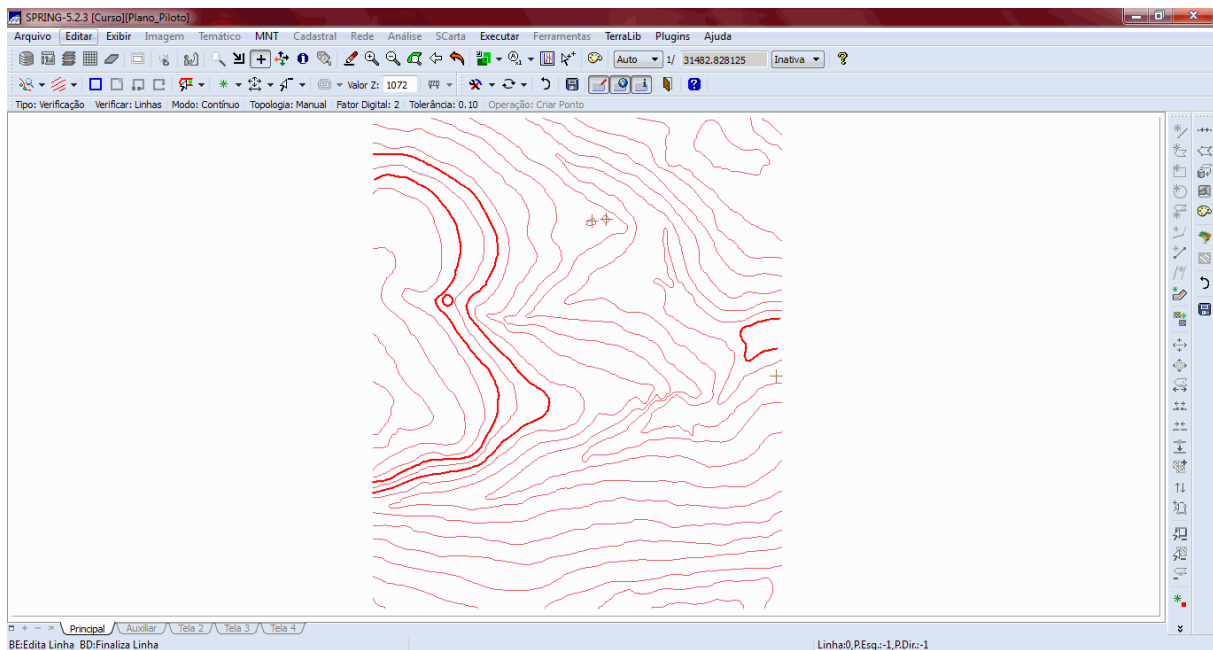 SPRING-5.2.3 [Curso][Plano_Piloto]
Arquivo Editar Exibir Imagem Temático MNT Cadastral Rede Análise SCarta Executar Ferramentas TerraLib Plugins Ajuda
Auto 1/ 31482.828125 Inativa
Valor Z: 1072
Tipo: Verificação Verificar: Linhas Modo: Contínuo Topologia: Manual Fator Digital: 2 Tolerância: 0.10 Operação: Criar Ponto
Principal Auxiliar Tela 2 Tela 3 Tela 4
BE:Edita Linha BD:Finaliza Linha Linha:0,P.Esq.:-1,P.Dir.:-1